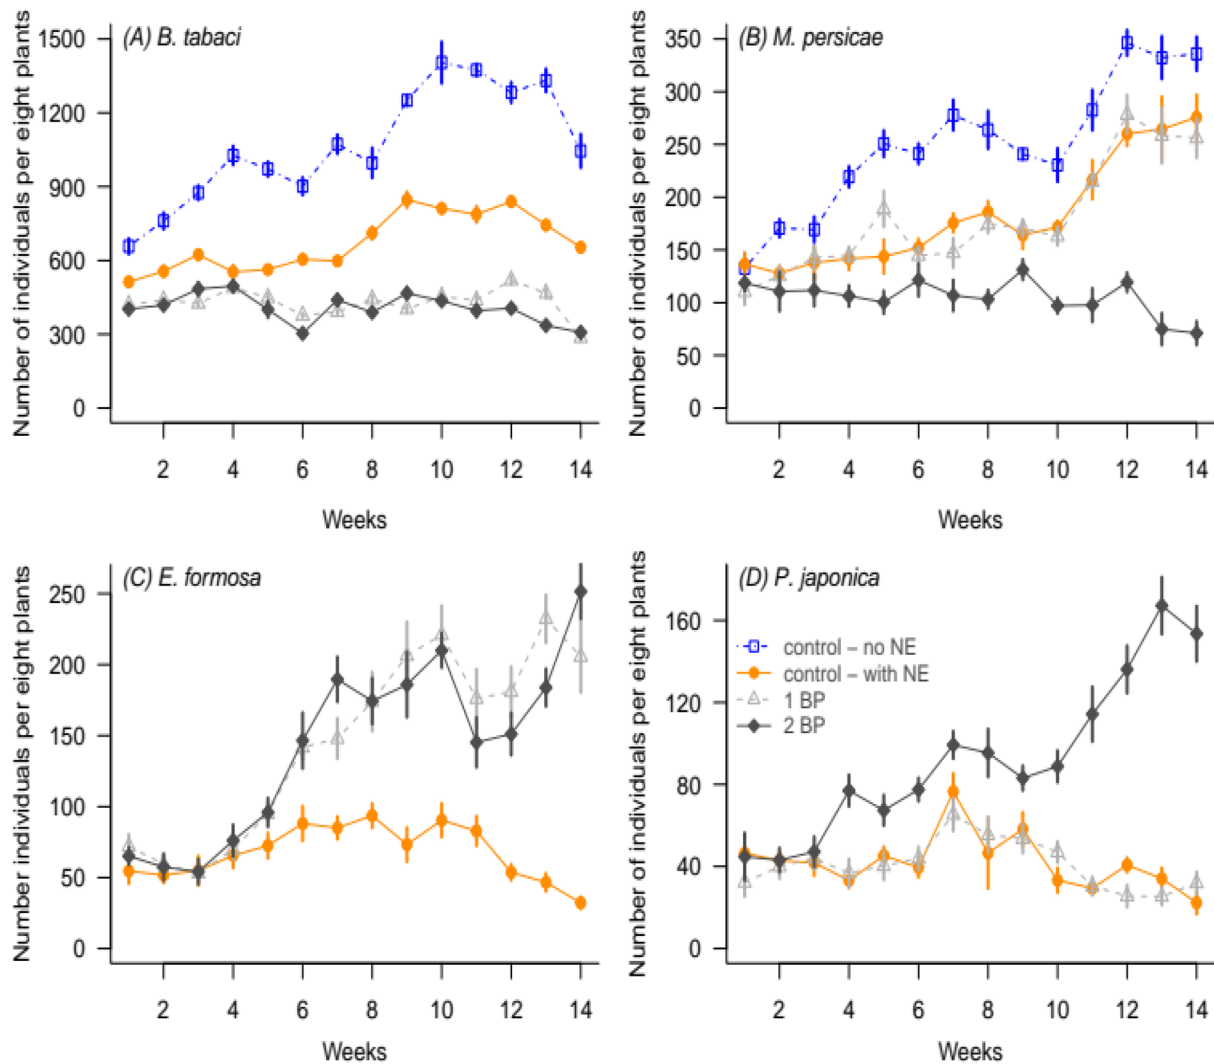 (A) B. tabaci
Number of individuals per eight plants
1500
1200
900
600
300
0
2 4 6 8 10 12 14
Weeks
(B) M. persicae
Number of individuals per eight plants
350
300
250
200
150
100
50
0
2 4 6 8 10 12 14
Weeks
(C) E. formosa
Number individuals per eight plants
250
200
150
100
50
0
2 4 6 8 10 12 14
Weeks
(D) P. japonica
Number of individuals per eight plants
160
120
80
40
0
control – no NE
control – with NE
1 BP
2 BP
2 4 6 8 10 12 14
Weeks